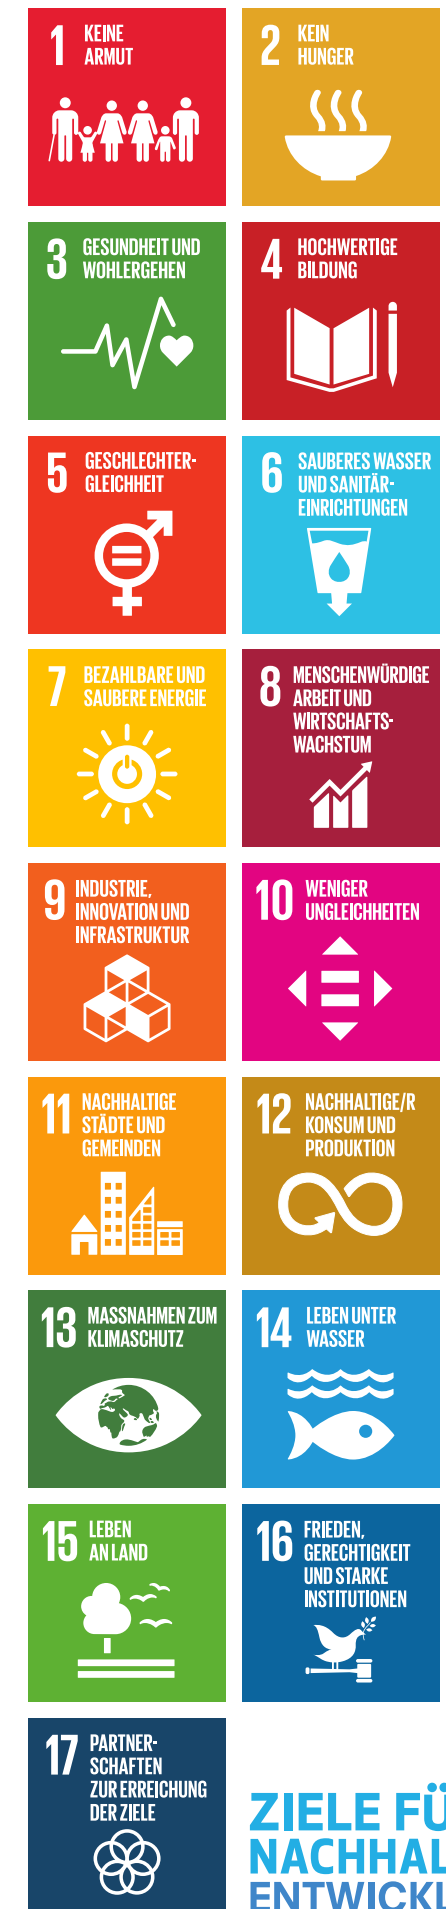 1 KEINE
ARMUT
2 KEIN
HUNGER
3 GESUNDHEIT UND
WOHLERGEHEN
4 HOCHWERTIGE
BILDUNG
5 GESCHLECHTER-
GLEICHHEIT
6 SAUBERES WASSER
UND SANITÄR-
EINRICHTUNGEN
7 BEZAHLBARE UND
SAUBERE ENERGIE
8 MENSCHENWÜRDIGE
ARBEIT UND
WIRTSCHAFTS-
WACHSTUM
9 INDUSTRIE,
INNOVATION UND
INFRASTRUKTUR
10 WENIGER
UNGLEICHHEITEN
11 NACHHALTIGE
STÄDTE UND
GEMEINDEN
12 NACHHALTIGE/R
KONSUM UND
PRODUKTION
13 MASSNAHMEN ZUM
KLIMASCHUTZ
14 LEBEN UNTER
WASSER
15 LEBEN
AN LAND
16 FRIEDEN,
GERECHTIGKEIT
UND STARKE
INSTITUTIONEN
17 PARTNER-
SCHAFTEN
ZUR ERREICHUNG
DER ZIELE
ZIELE FÜ
NACHHAL
ENTWICKL